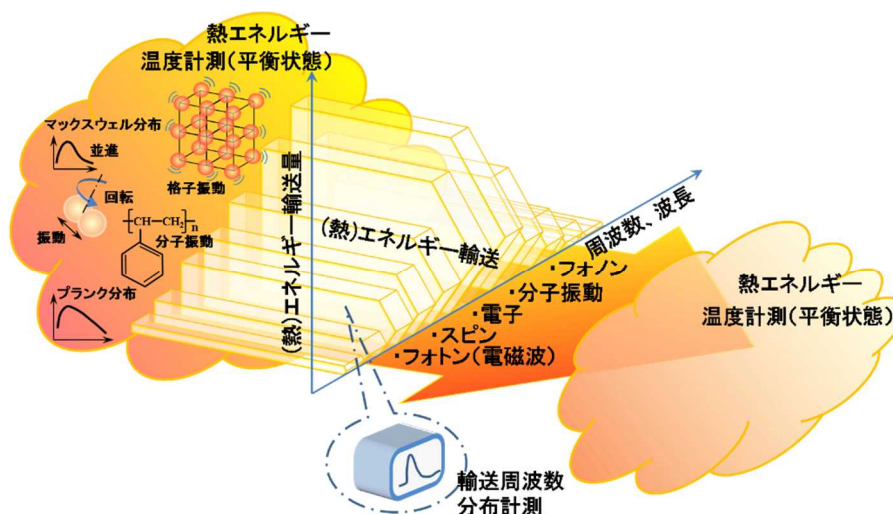 熱エネルギー
温度計測(平衡状態)
マックスウェル分布
並進
回転
振動
格子振動
CH
CH2
n
分子振動
プランク分布
(熱)エネルギー輸送量
(熱)エネルギー輸送
周波数、波長
・フォノン
・分子振動
・電子
・スピン
・フォトン(電磁波)
熱エネルギー
温度計測(平衡状態)
輸送周波数
分布計測